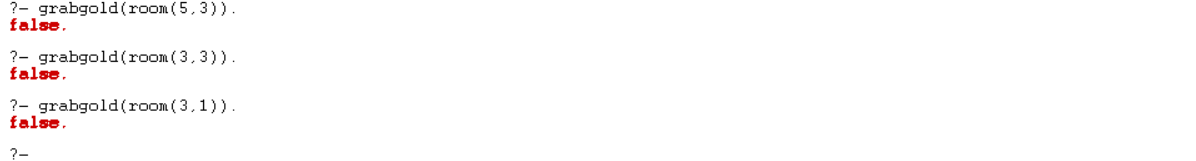 ?- grabgold(room(5,3)).
false.
?- grabgold(room(3,3)).
false.
?- grabgold(room(3,1)).
false.
?-